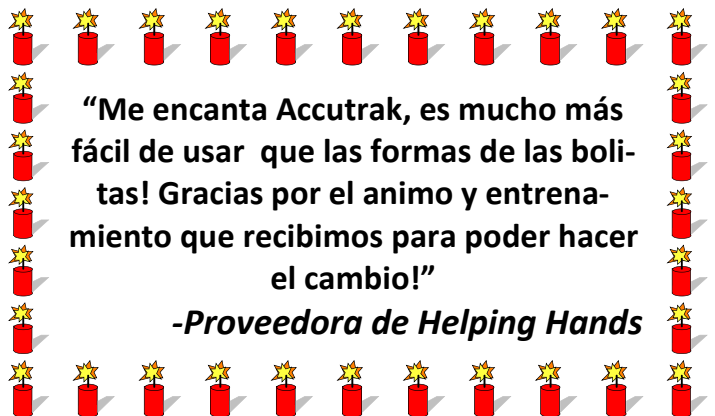 “Me encanta Accutrak, es mucho más
fácil de usar  que las formas de las boli-
tas! Gracias por el animo y entrena-
miento que recibimos para poder hacer
el cambio!”
-Proveedora de Helping Hands